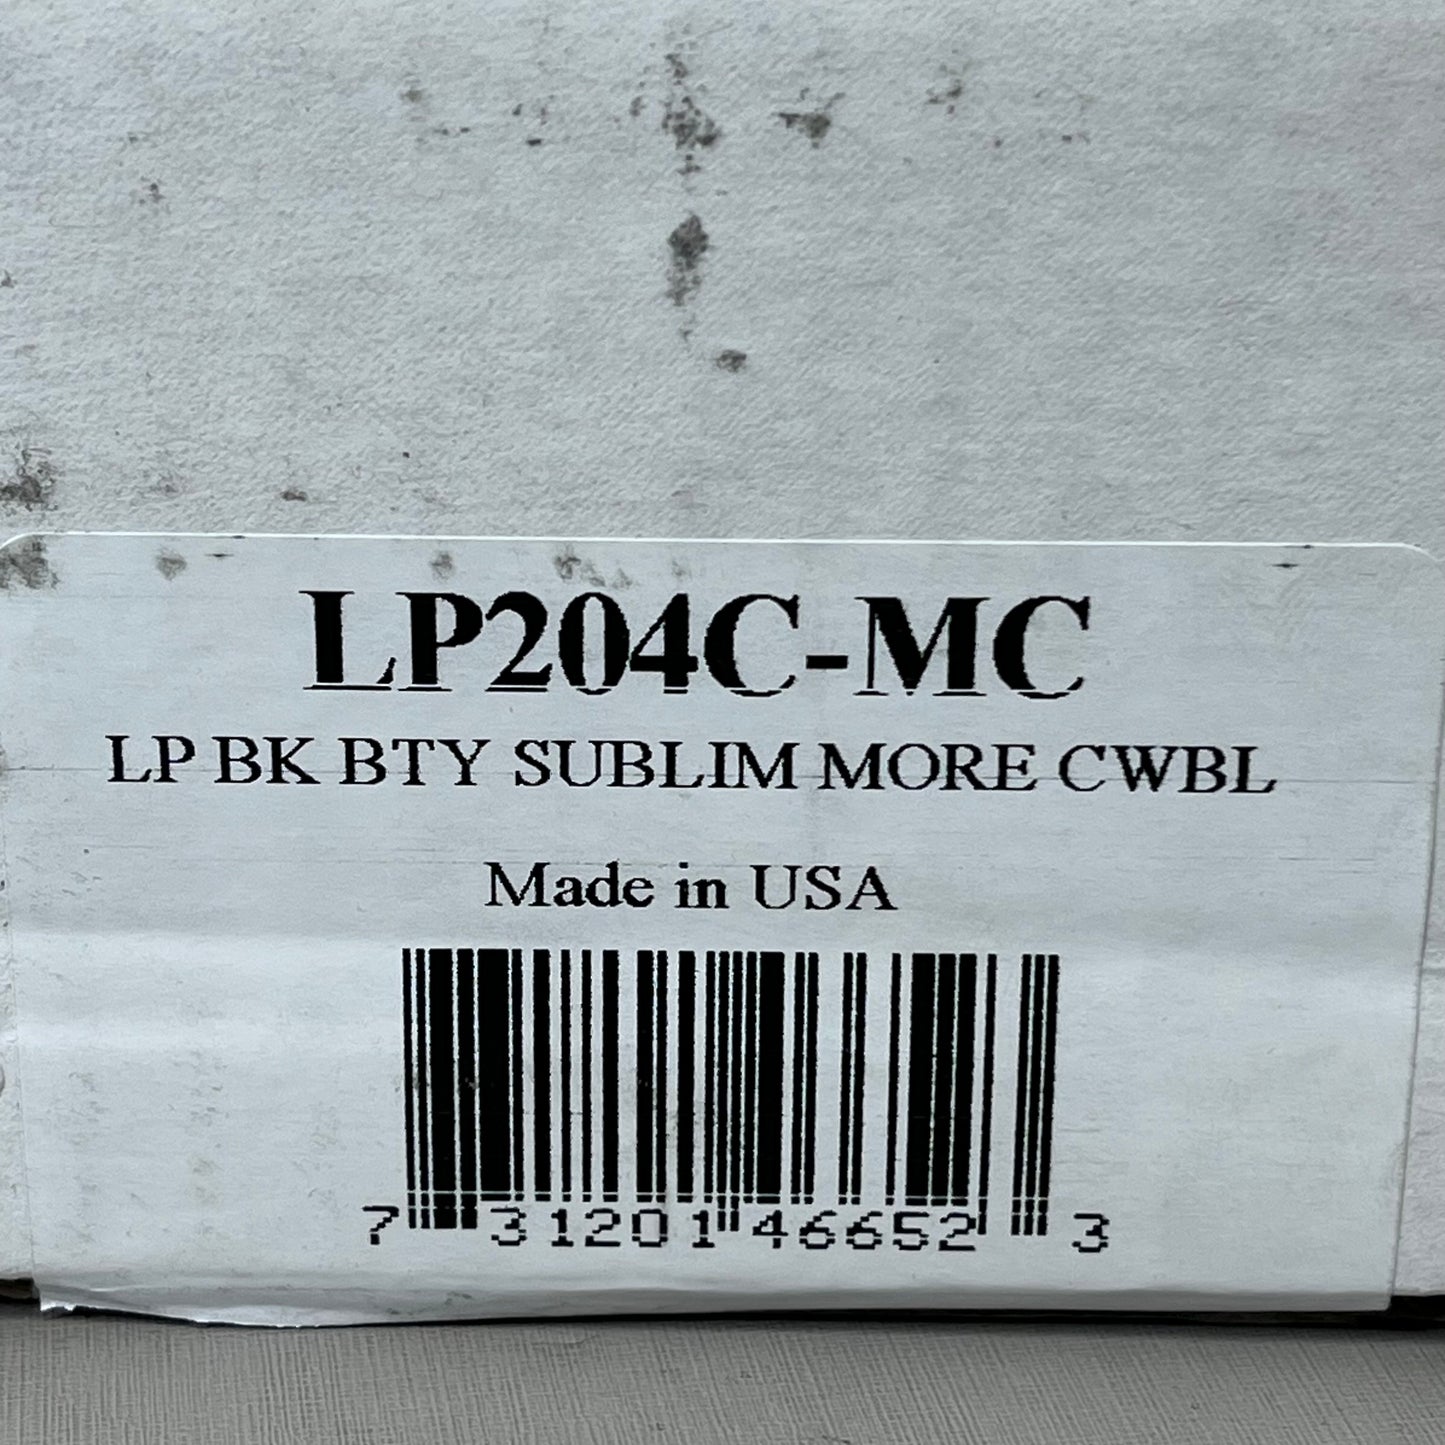 LP204C-MC
LP BK BTY SUBLIM MORE CWBL
Made in USA
7 31201 46652 3